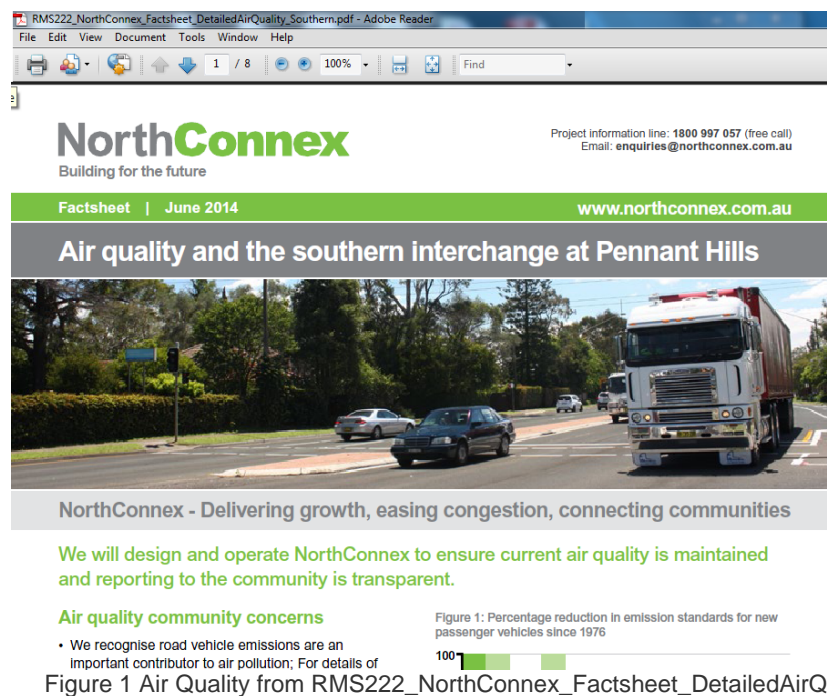 RMS222_NorthConnex_Factsheet_DetailedAirQuality_Southern.pdf - Adobe Reader
File Edit View Document Tools Window Help
1 / 8 100% Find
NorthConnex
Building for the future
Project information line: 1800 997 057 (free call)
Email: enquiries@northconnex.com.au
Factsheet | June 2014 www.northconnex.com.au
Air quality and the southern interchange at Pennant Hills
NorthConnex - Delivering growth, easing congestion, connecting communities
We will design and operate NorthConnex to ensure current air quality is maintained
and reporting to the community is transparent.
Air quality community concerns
• We recognise road vehicle emissions are an
important contributor to air pollution; For details of
Figure 1: Percentage reduction in emission standards for new
passenger vehicles since 1976
100
Figure 1 Air Quality from RMS222_NorthConnex_Factsheet_DetailedAirQ